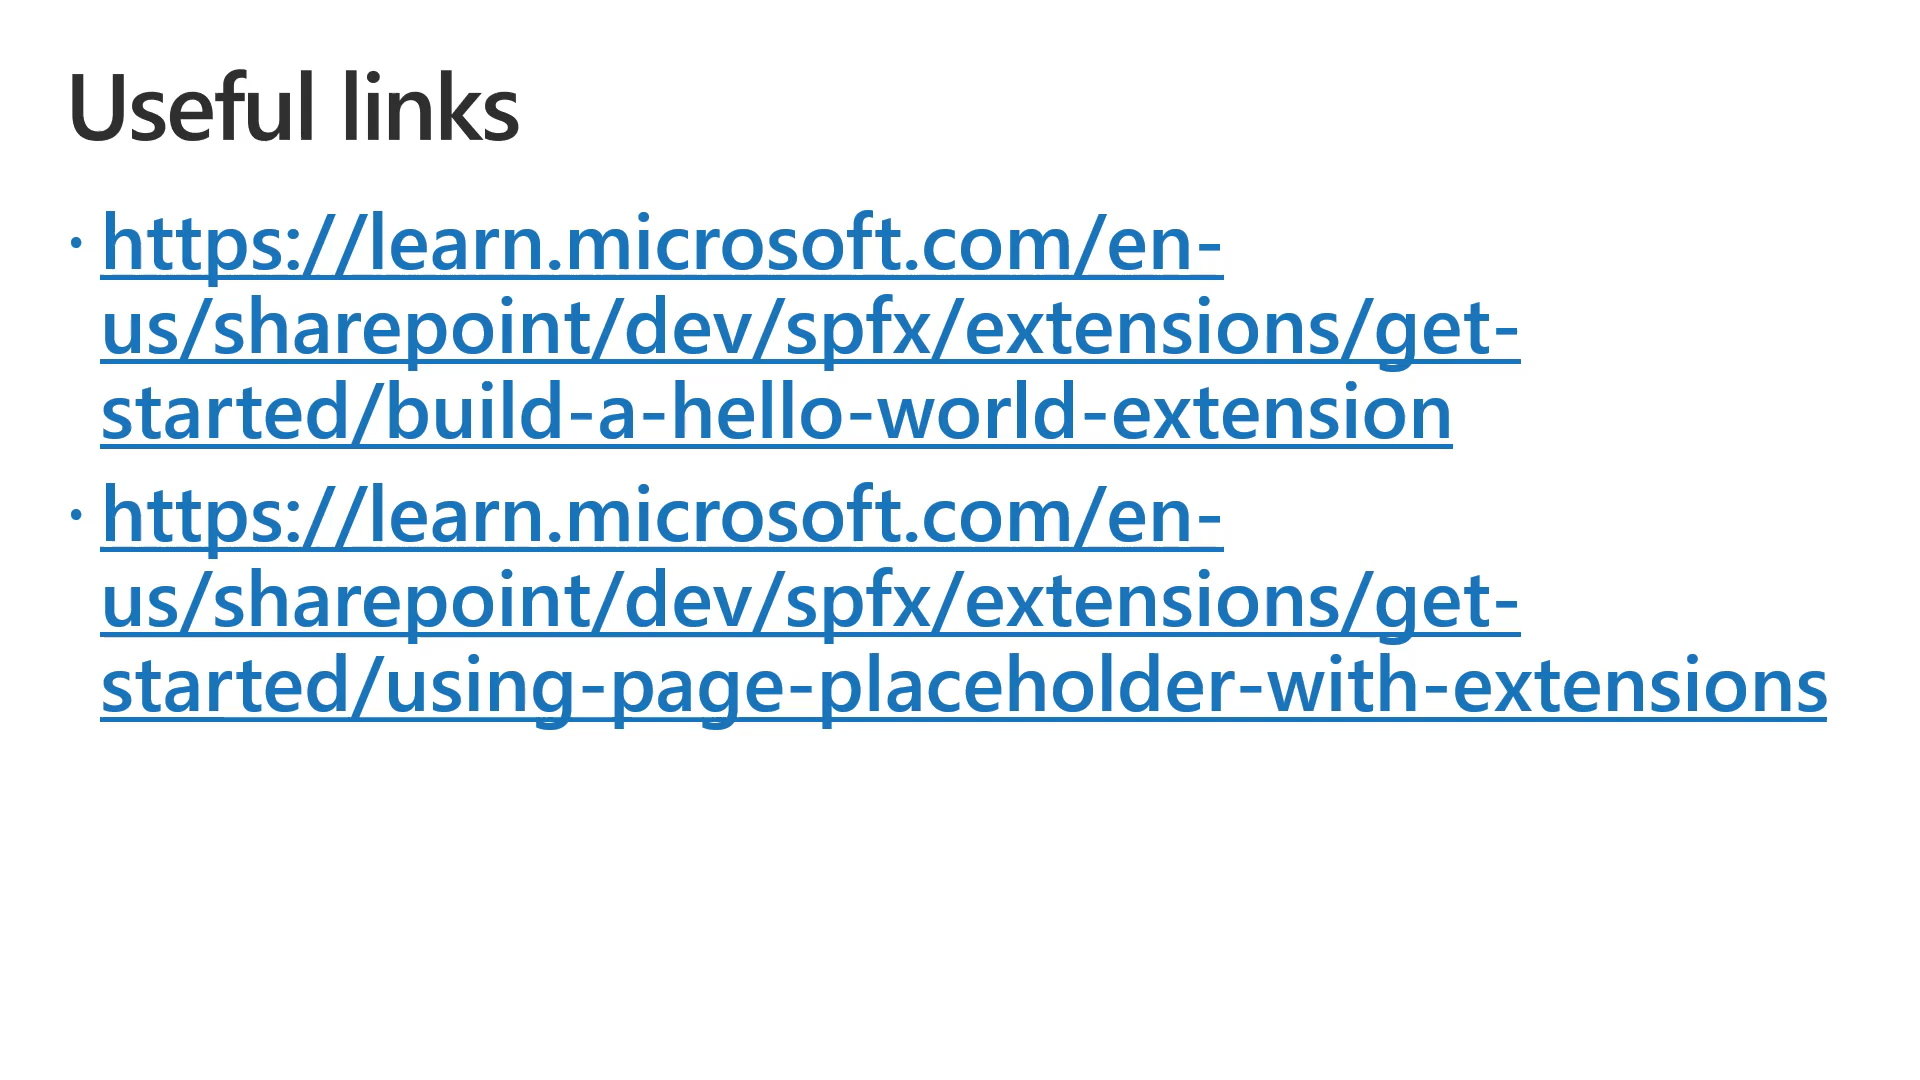 Useful links
• https://learn.microsoft.com/en-
us/sharepoint/dev/spfx/extensions/get-
started/build-a-hello-world-extension
• https://learn.microsoft.com/en-
us/sharepoint/dev/spfx/extensions/get-
started/using-page-placeholder-with-extensions